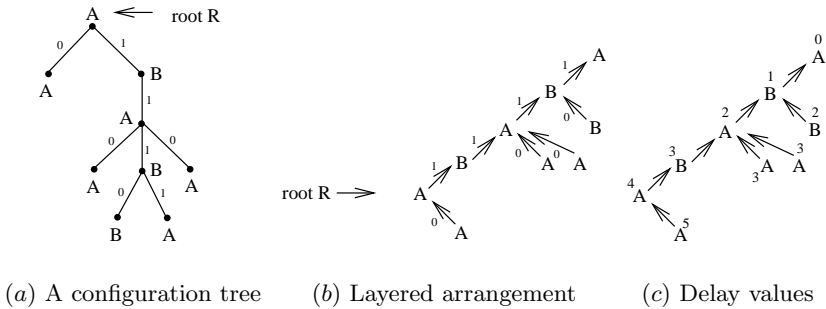 A root R
0 1
A B
1
A
0 1 0
A B A
0 1
B A
A
1
B
1 0
A B
1 0 0
B A A
1
root R A
0
A
0
A
1
B 2
2 B
A
3 3
B A A
3
4
A
5
A
(a) A configuration tree (b) Layered arrangement (c) Delay values